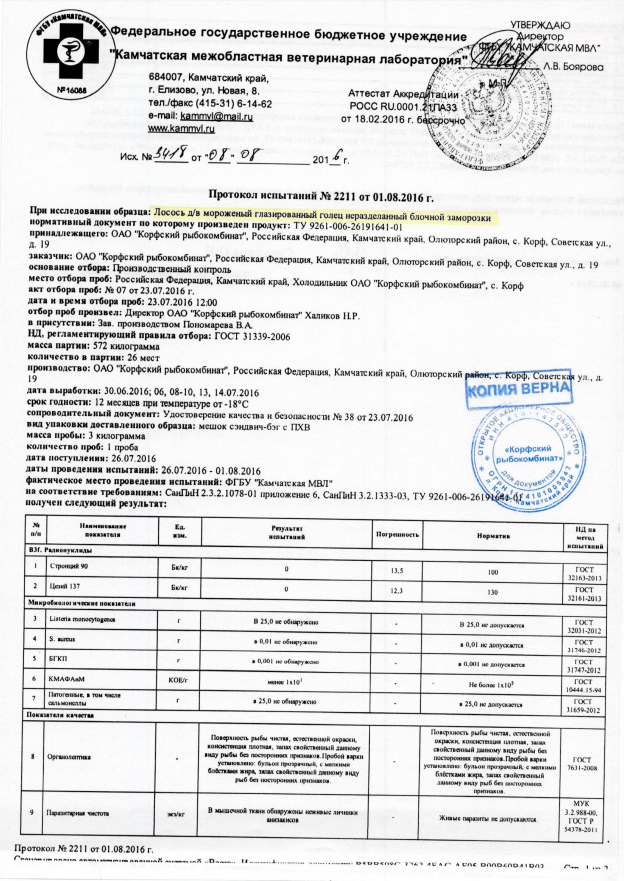 ФГБУ «Камчатская МВЛ»
№ 16088
Федеральное государственное бюджетное учреждение
"Камчатская межобластная ветеринарная лаборатория"
684007, Камчатский край,
г. Елизово, ул. Новая, 8.
тел./факс (415-31) 6-14-62
e-mail: kammvl@mail.ru
www.kammvl.ru
УТВЕРЖДАЮ
Директор
ФГБУ "КАМЧАТСКАЯ МВЛ"
Л.В. Боярова
М.П.
Аттестат Аккредитации
РОСС RU.0001.21ПА33
от 18.02.2016 г. бессрочно
Исх. № 3418 от "08" 08 2016 г.
Протокол испытаний № 2211 от 01.08.2016 г.
При исследовании образца: Лосось д/в мороженый глазированный голец неразделанный блочной заморозки
нормативный документ по которому произведен продукт: ТУ 9261-006-26191641-01
принадлежащего: ОАО "Корфский рыбокомбинат", Российская Федерация, Камчатский край, Олюторский район, с. Корф, Советская ул.,
д. 19
заказчик: ОАО "Корфский рыбокомбинат", Российская Федерация, Камчатский край, Олюторский район, с. Корф, Советская ул., д. 19
основание отбора: Производственный контроль
место отбора проб: Российская Федерация, Камчатский край, Холодильник ОАО "Корфский рыбокомбинат", с. Корф
акт отбора проб: № 07 от 23.07.2016 г.
дата и время отбора проб: 23.07.2016 12:00
отбор проб произвел: Директор ОАО "Корфский рыбокомбинат" Халиков Н.Р.
в присутствии: Зав. производством Пономарева В.А.
НД, регламентирующий правила отбора: ГОСТ 31339-2006
масса партии: 572 килограмма
количество в партии: 26 мест
производство: ОАО "Корфский рыбокомбинат", Российская Федерация, Камчатский край, Олюторский район, с. Корф, Советская ул., д.
19
дата выработки: 30.06.2016; 06, 08-10, 13, 14.07.2016
срок годности: 12 месяцев при температуре от -18°С
сопроводительный документ: Удостоверение качества и безопасности № 38 от 23.07.2016
вид упаковки доставленного образца: мешок сэндвич-бэг с ПХВ
масса пробы: 3 килограмма
количество проб: 1 проба
дата поступления: 26.07.2016
даты проведения испытаний: 26.07.2016 - 01.08.2016
фактическое место проведения испытаний: ФГБУ "Камчатская МВЛ"
на соответствие требованиям: СанПиН 2.3.2.1078-01 приложение 6, СанПиН 3.2.1333-03, ТУ 9261-006-26191641-01
получен следующий результат:
КОПИЯ ВЕРНА
«Корфский
рыбокомбинат»
для документов
№ п/п Наименование показателя Ед. изм. Результат испытаний Погрешность Норматив НД на метод испытаний
ВЗГ. Радионуклиды
1 Стронций 90 Бк/кг 0 13,5 100 ГОСТ 32163-2013
2 Цезий 137 Бк/кг 0 12,3 130 ГОСТ 32161-2013
Микробиологические показатели
3 Listeria monocytogenes г В 25,0 не обнаружено - В 25,0 не допускается ГОСТ 32031-2012
4 S. aureus г в 0,01 не обнаружено - в 0,01 не допускается ГОСТ 31746-2012
5 БГКП г в 0,001 не обнаружено - в 0,001 не допускается ГОСТ 31747-2012
6 КМАФАнМ КОЕ/г менее 1х10¹ - Не более 1х10⁵ ГОСТ 10444.15-94
7 Патогенные, в том числе сальмонеллы г в 25,0 не обнаружено - в 25,0 не допускается ГОСТ 31659-2012
Показатели качества
8 Органолептика - Поверхность рыбы чистая, естественной окраски, консистенция плотная, запах свойственный данному виду рыбы без посторонних признаков.Пробой варки установлено: бульон прозрачный, с мелкими блёстками жира, запах свойственный данному виду рыб без посторонних признаков. - Поверхность рыбы чистая, естественной окраски, консистенция плотная, запах свойственный данному виду рыбы без посторонних признаков.Пробой варки установлено: бульон прозрачный, с мелкими блёстками жира, запах свойственный данному виду рыб без посторонних признаков. ГОСТ 7631-2008
9 Паразитарная чистота экз/кг В мышечной ткани обнаружены неживые личинки анизакисов - Живые паразиты не допускаются. МУК 3.2.988-00, ГОСТ Р 54378-2011
Протокол № 2211 от 01.08.2016 г.